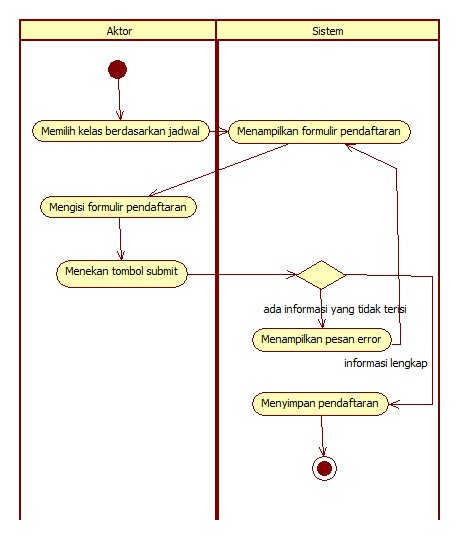 Aktor
Sistem
Memilih kelas berdasarkan jadwal
Menampilkan formulir pendaftaran
Mengisi formulir pendaftaran
Menekan tombol submit
ada informasi yang tidak terisi
Menampilkan pesan error
informasi lengkap
Menyimpan pendaftaran